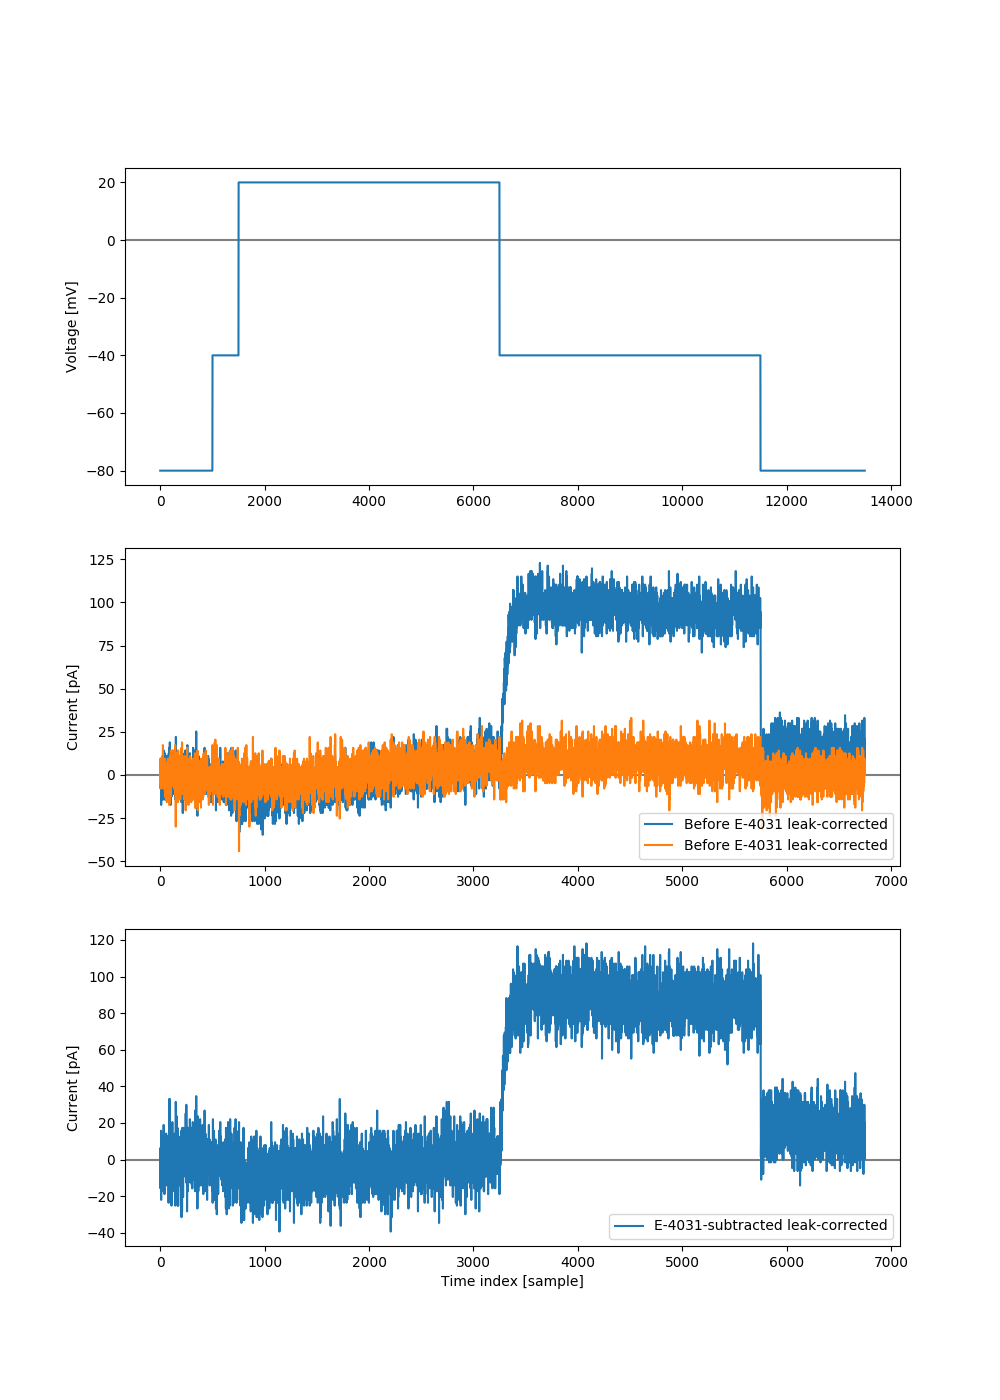 20
0
−20
−40
−60
−80
Voltage [mV]
0 2000 4000 6000 8000 10000 12000 14000
125
100
75
50
25
0
−25
−50
Current [pA]
Before E-4031 leak-corrected
Before E-4031 leak-corrected
0 1000 2000 3000 4000 5000 6000 7000
120
100
80
60
40
20
0
−20
−40
Current [pA]
E-4031-subtracted leak-corrected
0 1000 2000 3000 4000 5000 6000 7000
Time index [sample]